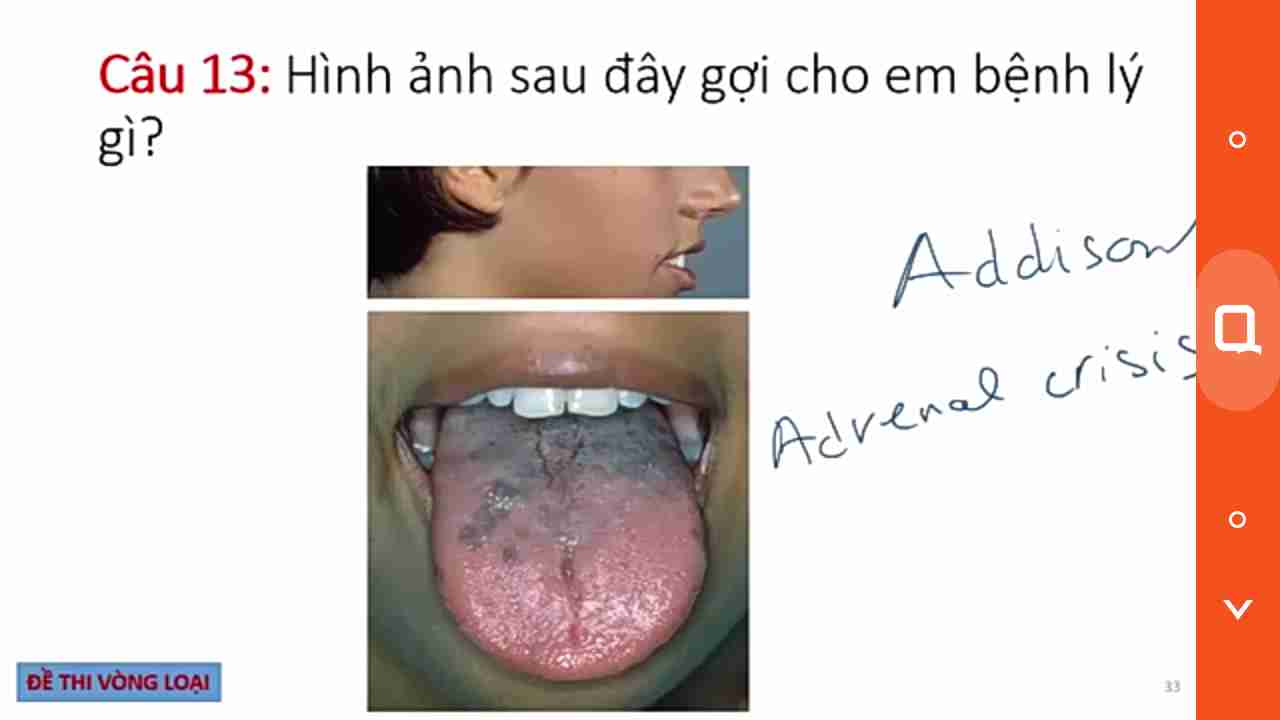 Câu 13: Hình ảnh sau đây gợi cho em bệnh lý
gì?
Addison
Adrenal crisis
ĐỀ THI VÒNG LOẠI
33